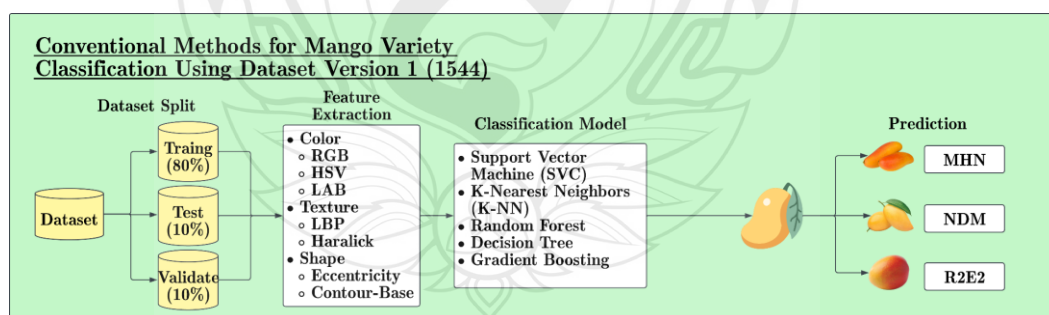 Conventional Methods for Mango Variety
Classification Using Dataset Version 1 (1544)
Dataset Split
Dataset
Traing
(80%)
Test
(10%)
Validate
(10%)
Feature
Extraction
• Color
○ RGB
○ HSV
○ LAB
• Texture
○ LBP
○ Haralick
• Shape
○ Eccentricity
○ Contour-Base
Classification Model
• Support Vector
Machine (SVC)
• K-Nearest Neighbors
(K-NN)
• Random Forest
• Decision Tree
• Gradient Boosting
Prediction
MHN
NDM
R2E2